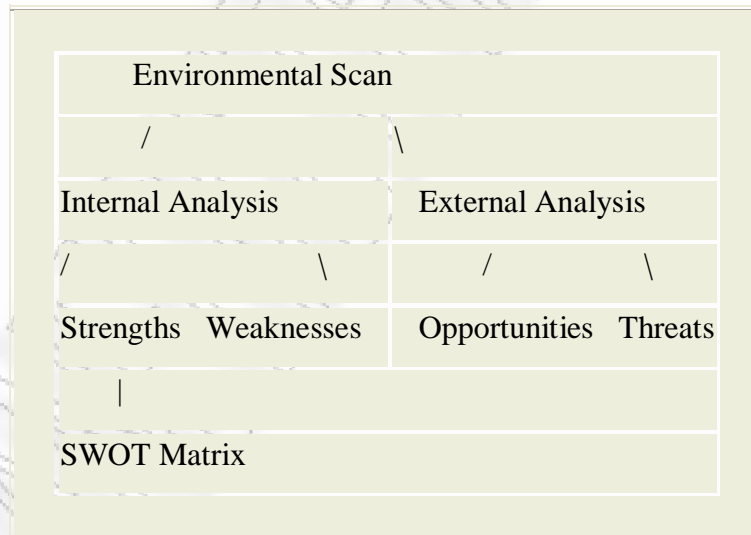 Environmental Scan
/ \
Internal Analysis External Analysis
/ \ / \
Strengths Weaknesses Opportunities Threats
|
SWOT Matrix